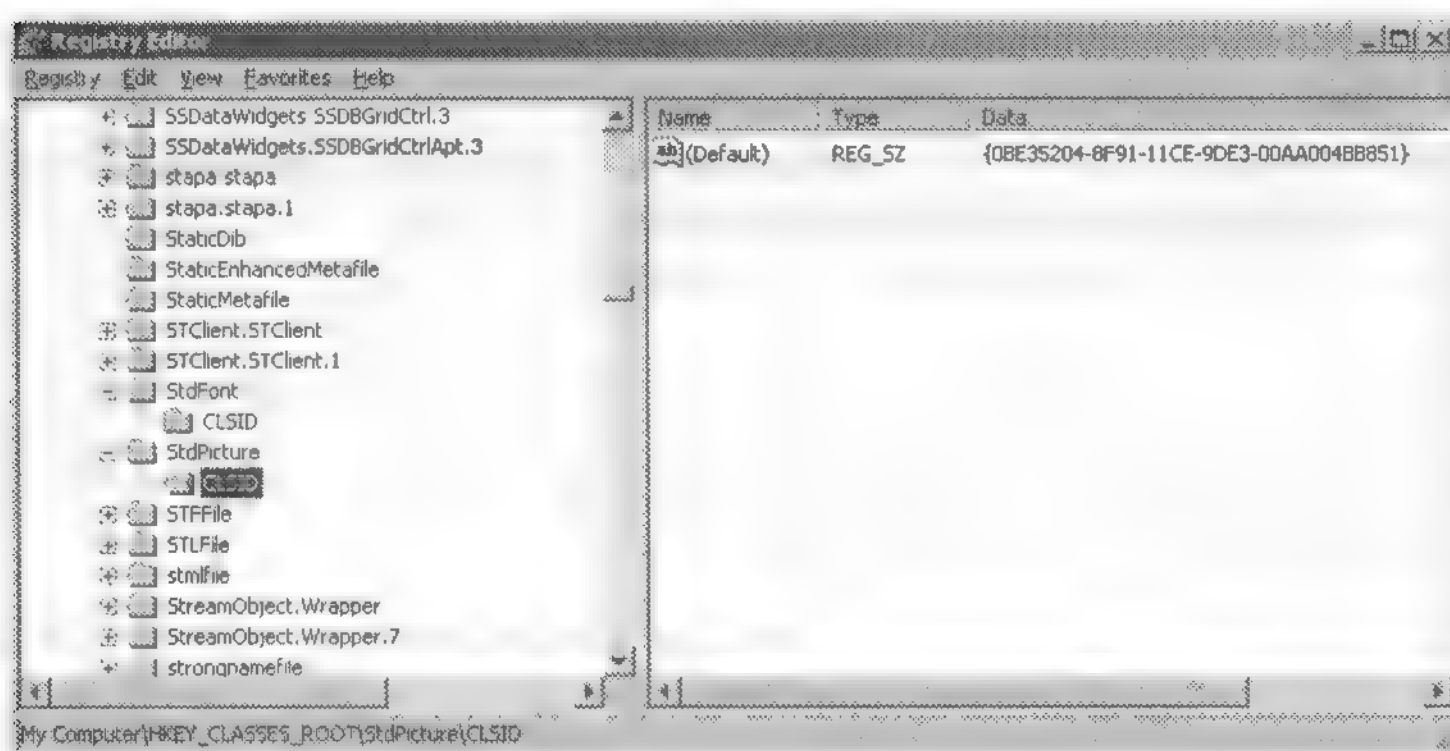 Registry Editor
Registry Edit View Favorites Help
SSDataWidgets SSDBGridCtrl.3
SSDataWidgets.SSDBGridCtrlApt.3
stapa stapa
stapa.stapa.1
StaticDib
StaticEnhancedMetafile
StaticMetafile
STClient.STClient
STClient.STClient.1
StdFont
CLSID
StdPicture
CLSID
STFFile
STLFile
stmlfile
StreamObject.Wrapper
StreamObject.Wrapper.7
strongnamefile
Name Type Data
ab (Default) REG_SZ {0BE35204-8F91-11CE-9DE3-00AA004BB851}
My Computer\HKEY_CLASSES_ROOT\StdPicture\CLSID